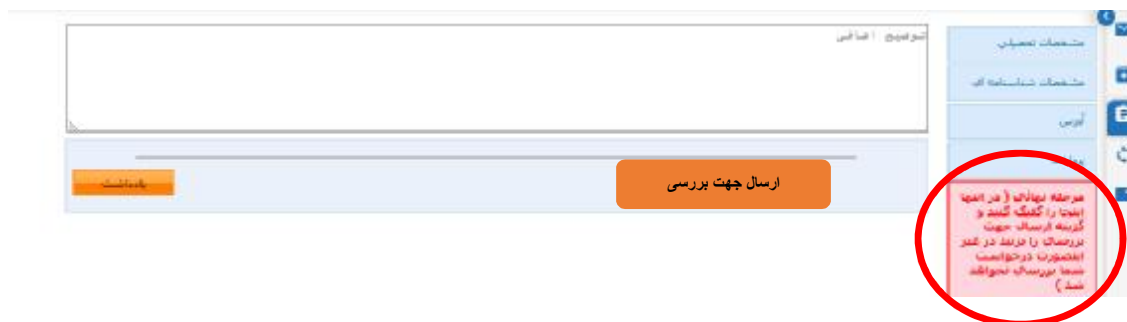 توضیح اضافی
مشخصات تحصیلی
مشخصات شناسنامه ای
آدرس
ارسال جهت بررسی
یادداشت
مرحله نهائی ( در انتها
اینجا را کلیک کنید و
گزینه ارسال جهت
بررسی را بزنید در غیر
اینصورت درخواست
شما بررسی نخواهد
شد )